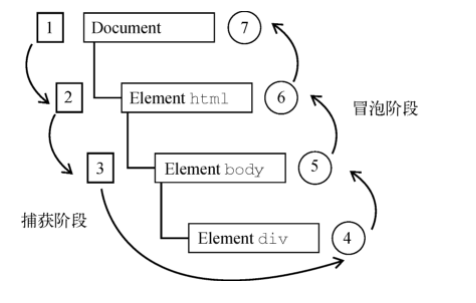 1 Document 7
2 Element html 6
冒泡阶段
3 Element body 5
捕获阶段
Element div 4